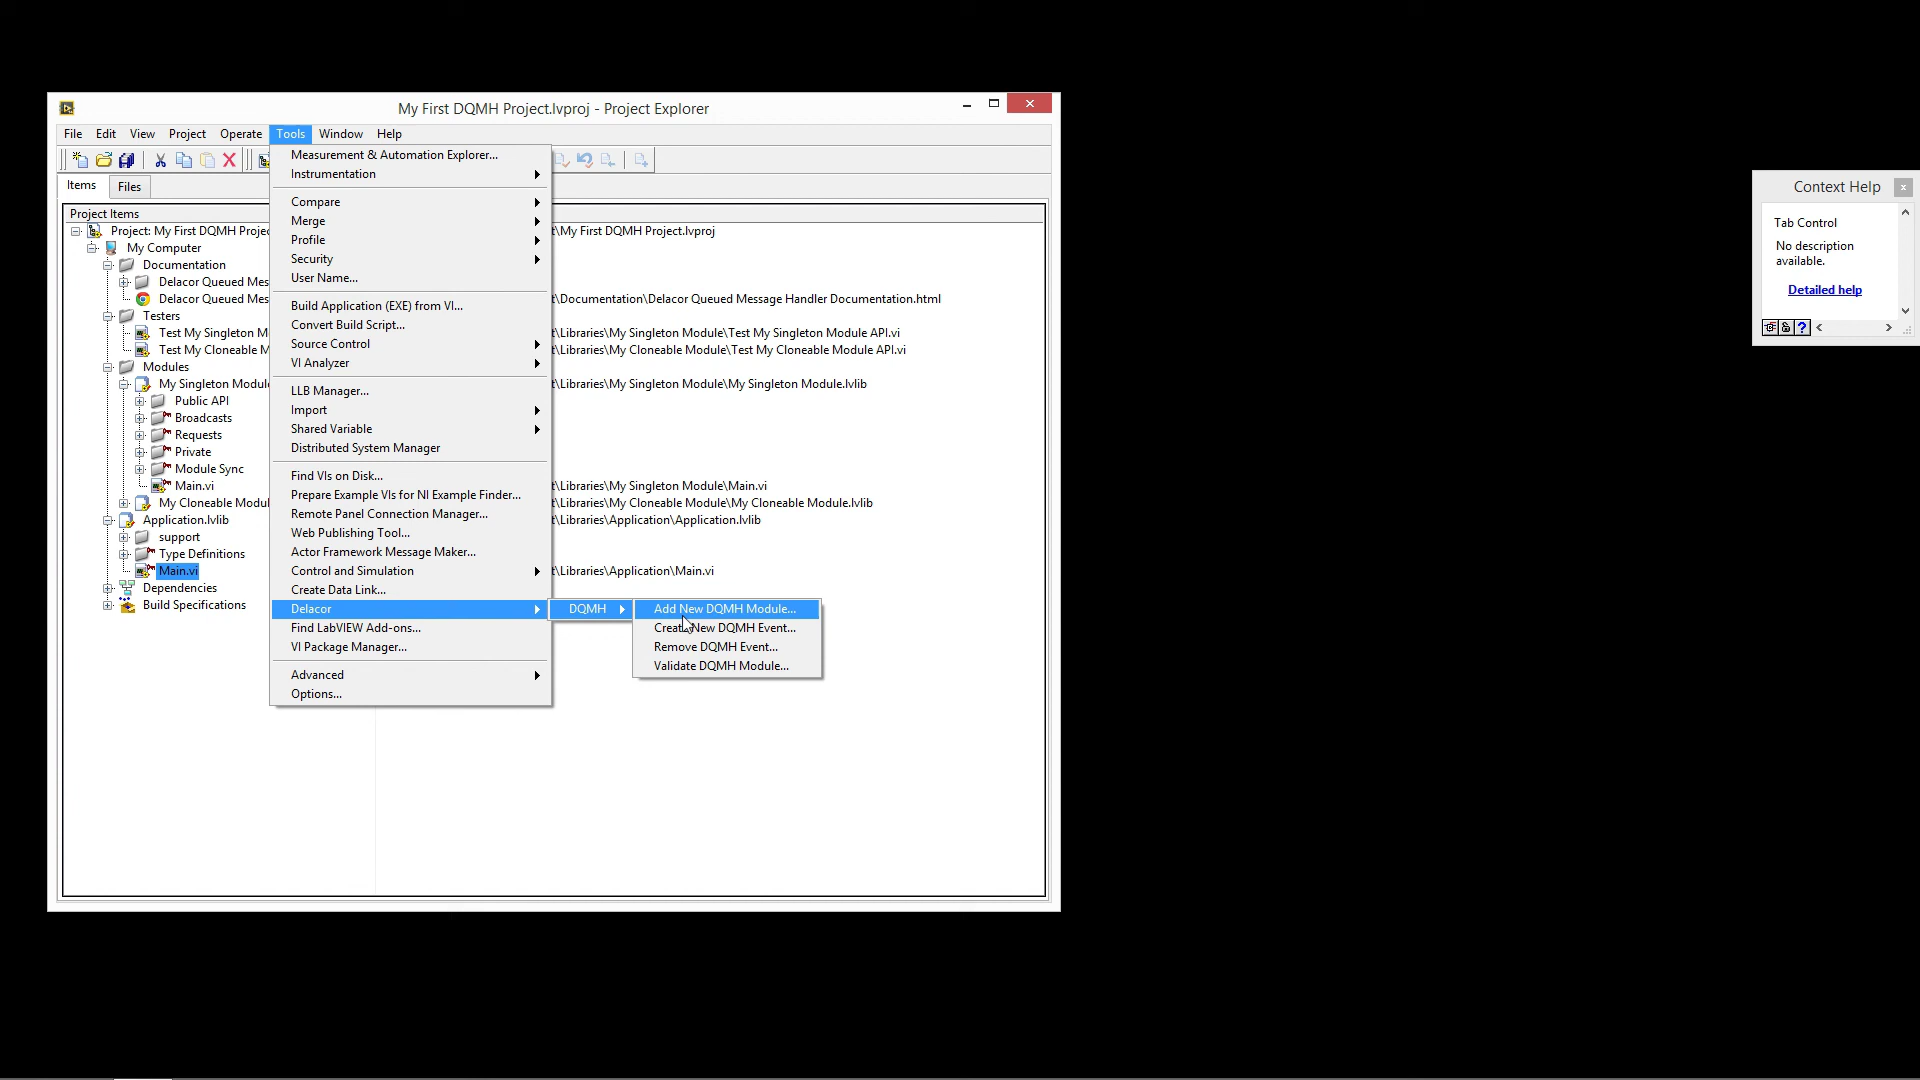 My First DQMH Project.lvproj - Project Explorer
File Edit View Project Operate Tools Window Help
Items Files
Project Items
Project: My First DQMH Projec
t\My First DQMH Project.lvproj
My Computer
Documentation
Delacor Queued Mes
Delacor Queued Mes
t\Documentation\Delacor Queued Message Handler Documentation.html
Testers
Test My Singleton M
t\Libraries\My Singleton Module\Test My Singleton Module API.vi
Test My Cloneable M
t\Libraries\My Cloneable Module\Test My Cloneable Module API.vi
Modules
My Singleton Module
t\Libraries\My Singleton Module\My Singleton Module.lvlib
Public API
Broadcasts
Requests
Private
Module Sync
Main.vi
t\Libraries\My Singleton Module\Main.vi
My Cloneable Modul
t\Libraries\My Cloneable Module\My Cloneable Module.lvlib
Application.lvlib
t\Libraries\Application\Application.lvlib
support
Type Definitions
Main.vi
t\Libraries\Application\Main.vi
Dependencies
Build Specifications
Measurement & Automation Explorer...
Instrumentation
Compare
Merge
Profile
Security
User Name...
Build Application (EXE) from VI...
Convert Build Script...
Source Control
VI Analyzer
LLB Manager...
Import
Shared Variable
Distributed System Manager
Find VIs on Disk...
Prepare Example VIs for NI Example Finder...
Remote Panel Connection Manager...
Web Publishing Tool...
Actor Framework Message Maker...
Control and Simulation
Create Data Link...
Delacor
Find LabVIEW Add-ons...
VI Package Manager...
Advanced
Options...
DQMH
Add New DQMH Module...
Create New DQMH Event...
Remove DQMH Event...
Validate DQMH Module...
Context Help
Tab Control
No description
available.
Detailed help